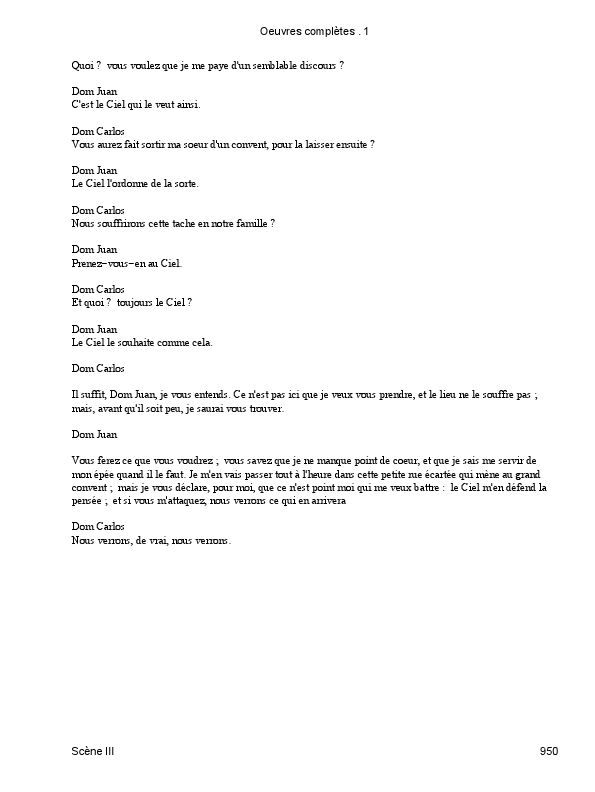 Oeuvres complètes . 1
Quoi ?  vous voulez que je me paye d'un semblable discours ?
Dom Juan
C'est le Ciel qui le veut ainsi.
Dom Carlos
Vous aurez fait sortir ma soeur d'un convent, pour la laisser ensuite ?
Dom Juan
Le Ciel l'ordonne de la sorte.
Dom Carlos
Nous souffrirons cette tache en notre famille ?
Dom Juan
Prenez−vous−en au Ciel.
Dom Carlos
Et quoi ?  toujours le Ciel ?
Dom Juan
Le Ciel le souhaite comme cela.
Dom Carlos
Il suffit, Dom Juan, je vous entends. Ce n'est pas ici que je veux vous prendre, et le lieu ne le souffre pas ;
mais, avant qu'il soit peu, je saurai vous trouver.
Dom Juan
Vous ferez ce que vous voudrez ;  vous savez que je ne manque point de coeur, et que je sais me servir de
mon épée quand il le faut. Je m'en vais passer tout à l'heure dans cette petite rue écartée qui mène au grand
convent ;  mais je vous déclare, pour moi, que ce n'est point moi qui me veux battre :  le Ciel m'en défend la
pensée ;  et si vous m'attaquez, nous verrons ce qui en arrivera
Dom Carlos
Nous verrons, de vrai, nous verrons.
Scène III
950